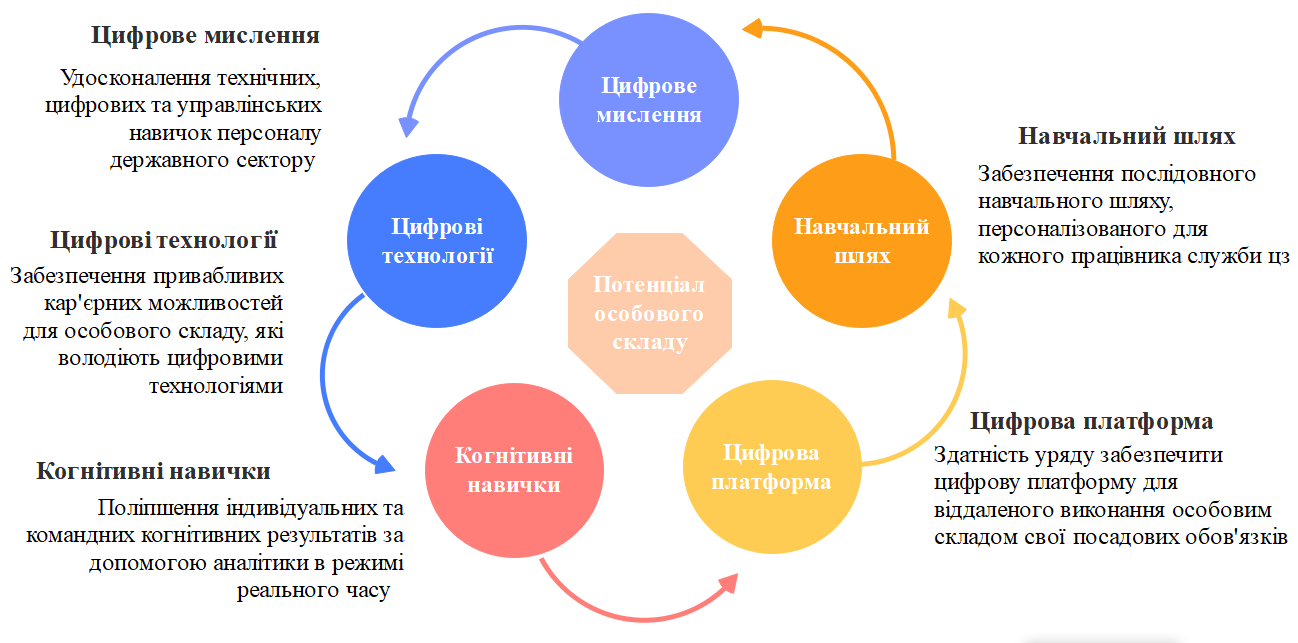 Цифрове мислення
Удосконалення технічних,
цифрових та управлінських
навичок персоналу
державного сектору
Цифрові технології
Забезпечення привабливих
кар'єрних можливостей
для особового складу, які
володіють цифровими
технологіями
Когнітивні навички
Поліпшення індивідуальних та
командних когнітивних результатів за
допомогою аналітики в режимі
реального часу
Цифрове
мислення
Цифрові
технології
Навчальний
шлях
Потенціал
особового
складу
Когнітивні
навички
Цифрова
платформа
Навчальний шлях
Забезпечення послідовного
навчального шляху,
персоналізованого для
кожного працівника служби цз
Цифрова платформа
Здатність уряду забезпечити
цифрову платформу для
віддаленого виконання особовим
складом свої посадових обов'язків